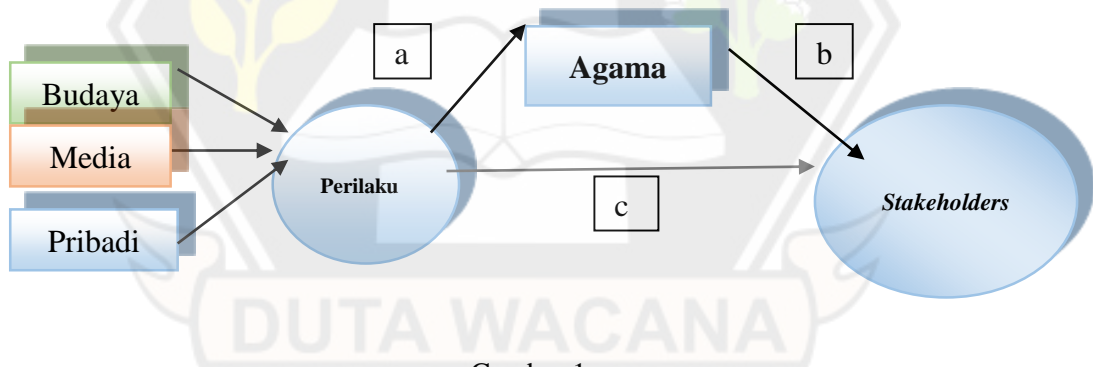 a
Agama
b
Budaya
Media
Pribadi
Perilaku
c
Stakeholders
DUTA WACANA